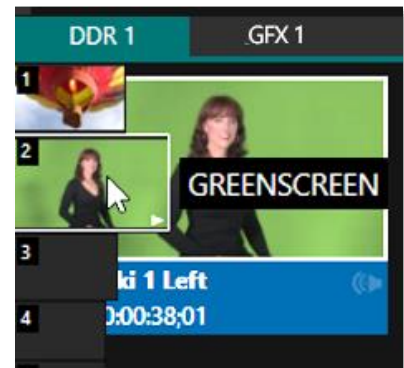 DDR 1
GFX 1
1
2
GREENSCREEN
3
ki 1 Left
4
0:00:38;01